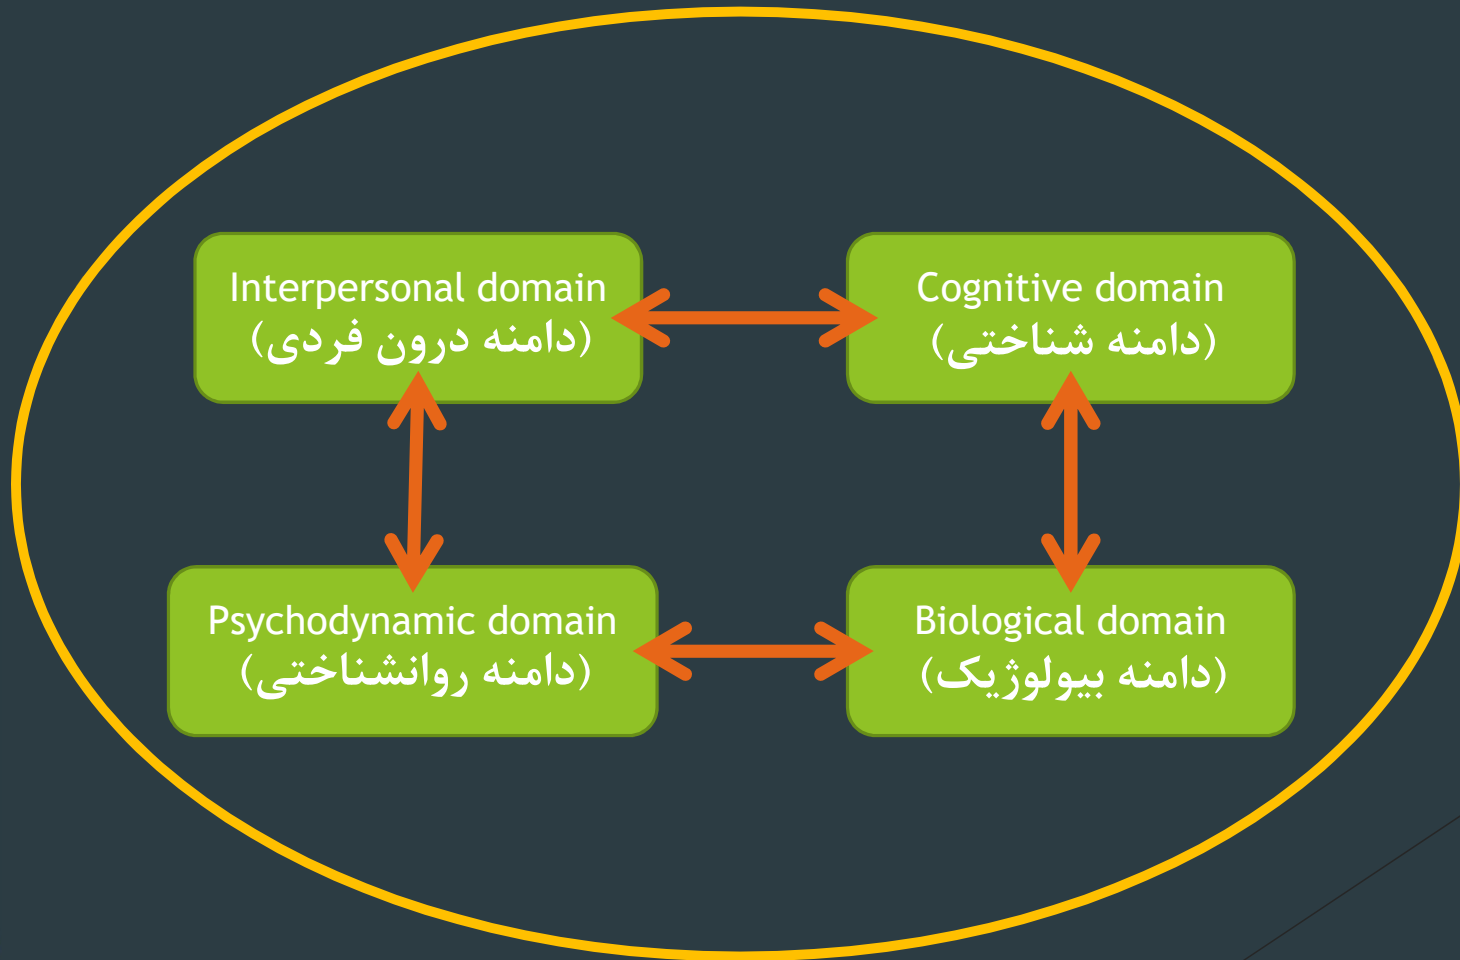 Interpersonal domain
(دامنه درون فردی)
Cognitive domain
(دامنه شناختی)
Psychodynamic domain
(دامنه روانشناختی)
Biological domain
(دامنه بیولوژیک)